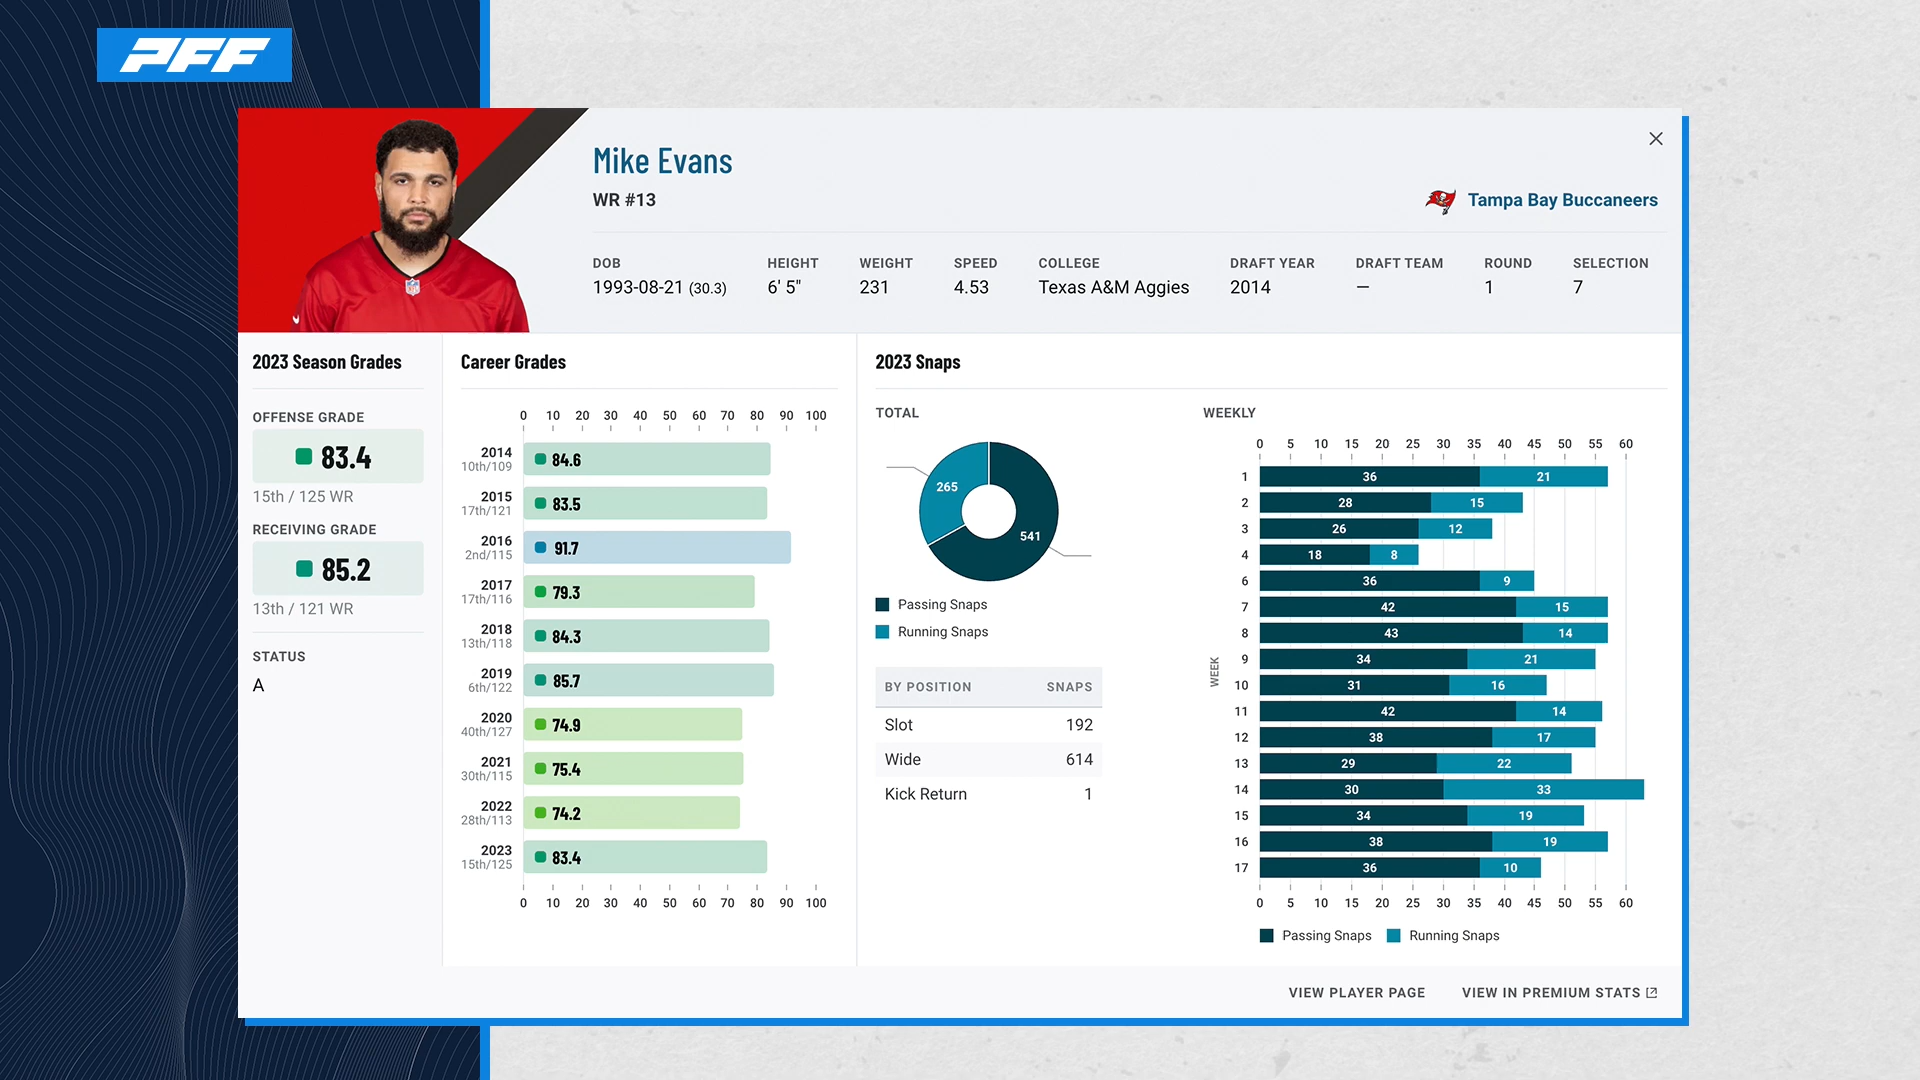 PFF
Mike Evans
WR #13
Tampa Bay Buccaneers
DOB HEIGHT WEIGHT SPEED COLLEGE DRAFT YEAR DRAFT TEAM ROUND SELECTION
1993-08-21 (30.3) 6' 5" 231 4.53 Texas A&M Aggies 2014 — 1 7
2023 Season Grades
OFFENSE GRADE
83.4
15th / 125 WR
RECEIVING GRADE
85.2
13th / 121 WR
STATUS
A
Career Grades
0 10 20 30 40 50 60 70 80 90 100
2014 84.6
10th/109
2015 83.5
17th/121
2016 91.7
2nd/115
2017 79.3
17th/116
2018 84.3
13th/118
2019 85.7
6th/122
2020 74.9
40th/127
2021 75.4
30th/115
2022 74.2
28th/113
2023 83.4
15th/125
0 10 20 30 40 50 60 70 80 90 100
2023 Snaps
TOTAL
265
541
Passing Snaps
Running Snaps
BY POSITION SNAPS
Slot 192
Wide 614
Kick Return 1
WEEKLY
0 5 10 15 20 25 30 35 40 45 50 55 60
WEEK
1 36 21
2 28 15
3 26 12
4 18 8
6 36 9
7 42 15
8 43 14
9 34 21
10 31 16
11 42 14
12 38 17
13 29 22
14 30 33
15 34 19
16 38 19
17 36 10
0 5 10 15 20 25 30 35 40 45 50 55 60
Passing Snaps Running Snaps
VIEW PLAYER PAGE VIEW IN PREMIUM STATS